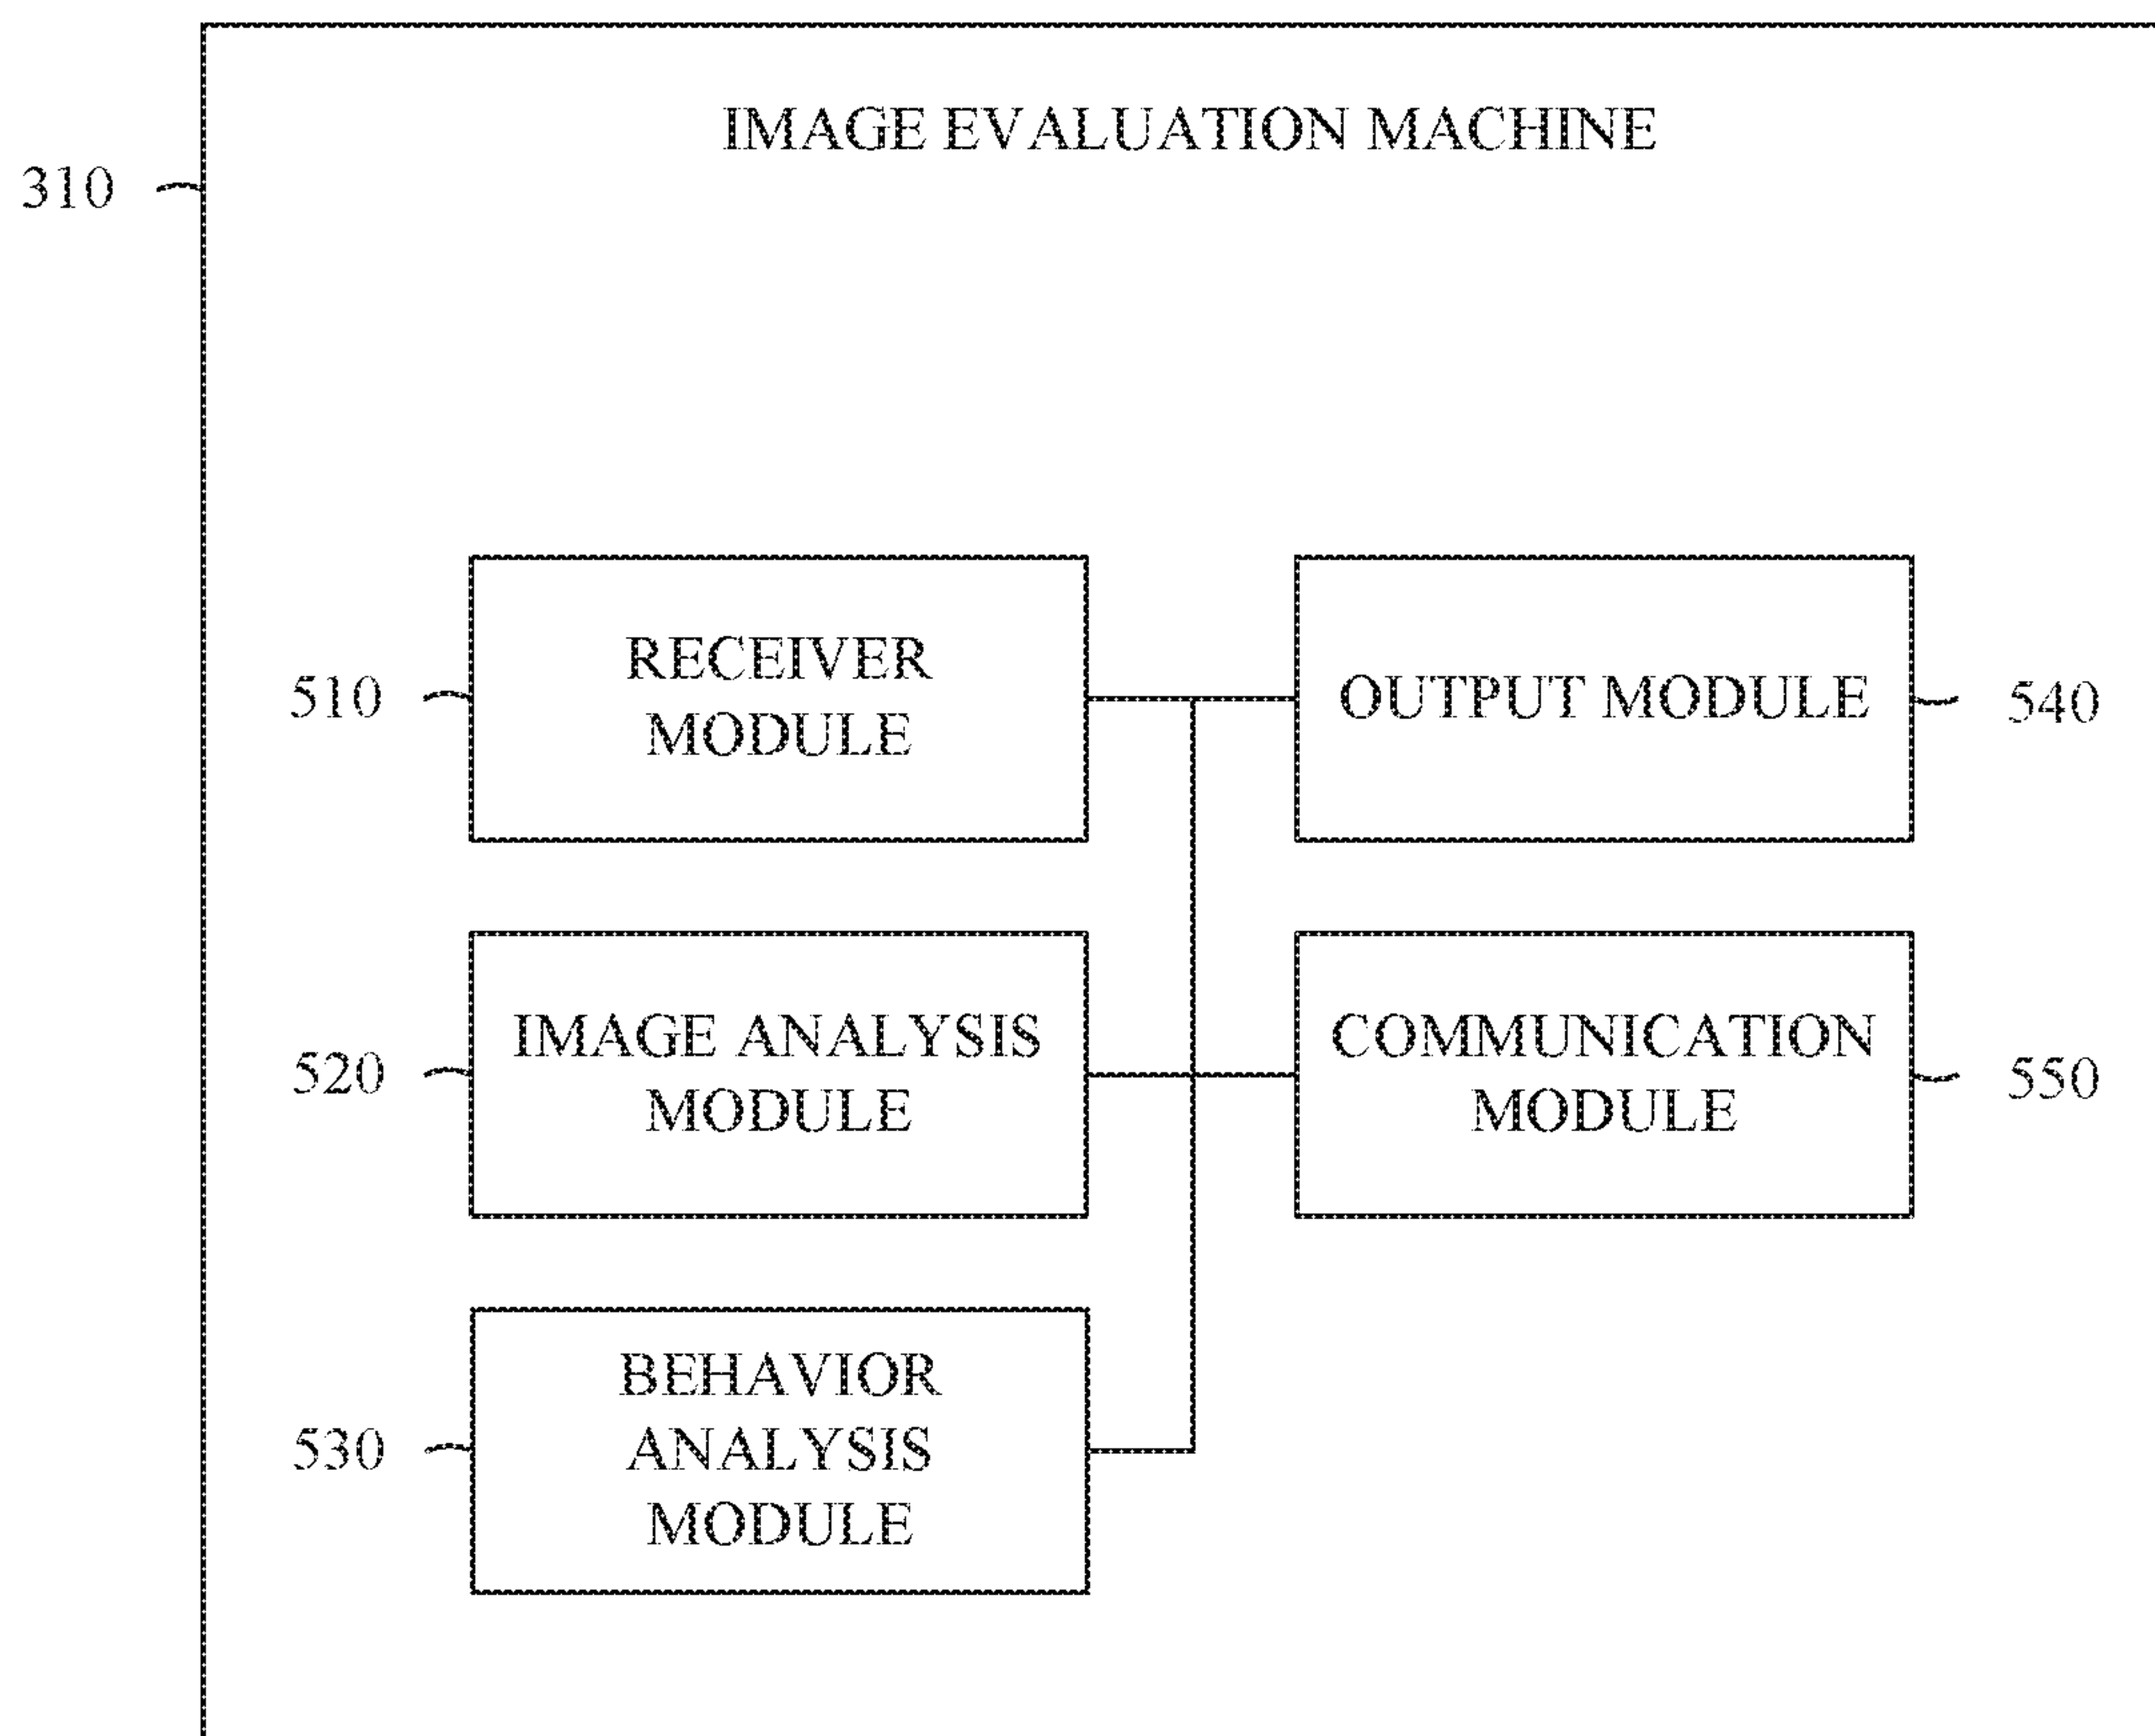 IMAGE EVALUATION MACHINE
310
RECEIVER
MODULE
510
OUTPUT MODULE
540
IMAGE ANALYSIS
MODULE
520
COMMUNICATION
MODULE
550
BEHAVIOR
ANALYSIS
MODULE
530